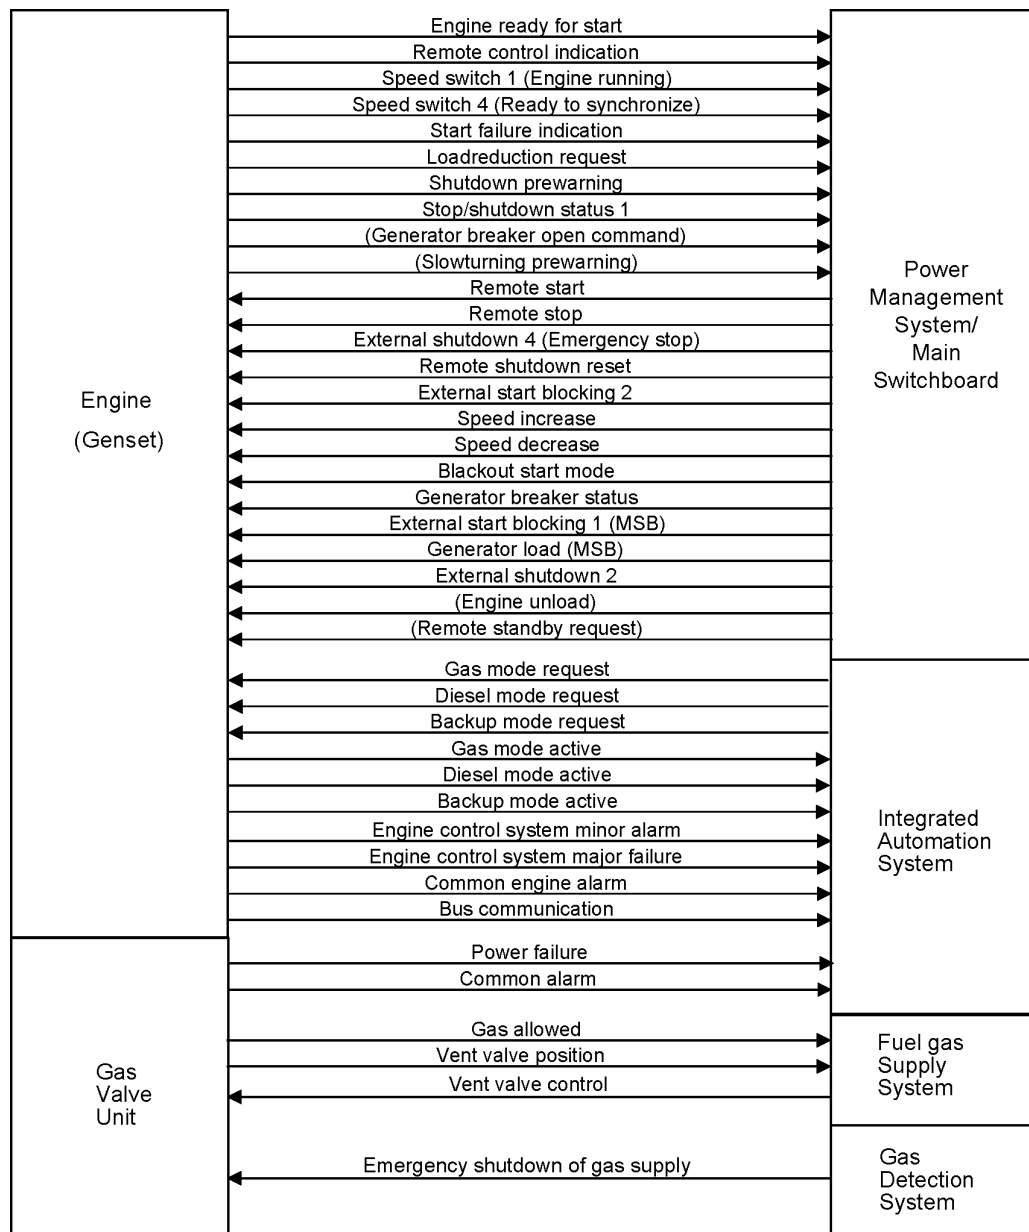 Engine ready for start
Remote control indication
Speed switch 1 (Engine running)
Speed switch 4 (Ready to synchronize)
Start failure indication
Loadreduction request
Shutdown prewarning
Stop/shutdown status 1
(Generator breaker open command)
(Slowturning prewarning)
Remote start
Remote stop
External shutdown 4 (Emergency stop)
Remote shutdown reset
External start blocking 2
Speed increase
Speed decrease
Blackout start mode
Generator breaker status
External start blocking 1 (MSB)
Generator load (MSB)
External shutdown 2
(Engine unload)
(Remote standby request)
Engine
(Genset)
Power
Management
System/
Main
Switchboard
Gas mode request
Diesel mode request
Backup mode request
Gas mode active
Diesel mode active
Backup mode active
Engine control system minor alarm
Engine control system major failure
Common engine alarm
Bus communication
Integrated
Automation
System
Power failure
Common alarm
Gas allowed
Vent valve position
Vent valve control
Gas
Valve
Unit
Fuel gas
Supply
System
Emergency shutdown of gas supply
Gas
Detection
System